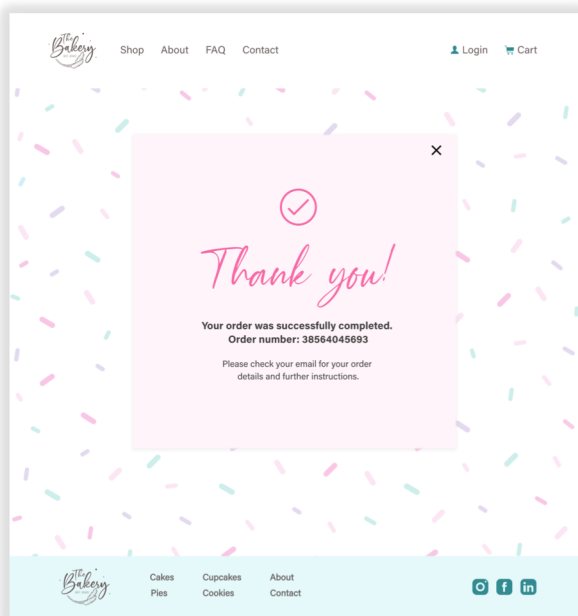 The
Bakery
Shop About FAQ Contact
Login Cart
Thank you!
Your order was successfully completed.
Order number: 38564045693
Please check your email for your order
details and further instructions.
The
Bakery
Cakes Cupcakes About
Pies Cookies Contact